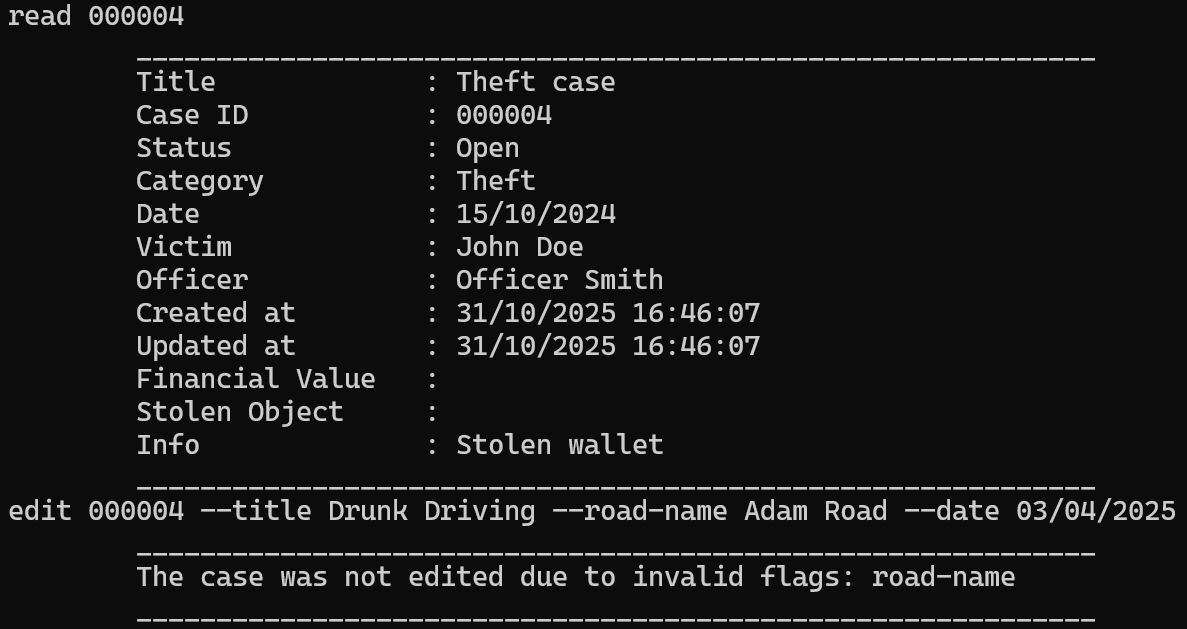 read 000004
____________________________________________________________
Title : Theft case
Case ID : 000004
Status : Open
Category : Theft
Date : 15/10/2024
Victim : John Doe
Officer : Officer Smith
Created at : 31/10/2025 16:46:07
Updated at : 31/10/2025 16:46:07
Financial Value :
Stolen Object :
Info : Stolen wallet
____________________________________________________________
edit 000004 --title Drunk Driving --road-name Adam Road --date 03/04/2025
____________________________________________________________
The case was not edited due to invalid flags: road-name
____________________________________________________________